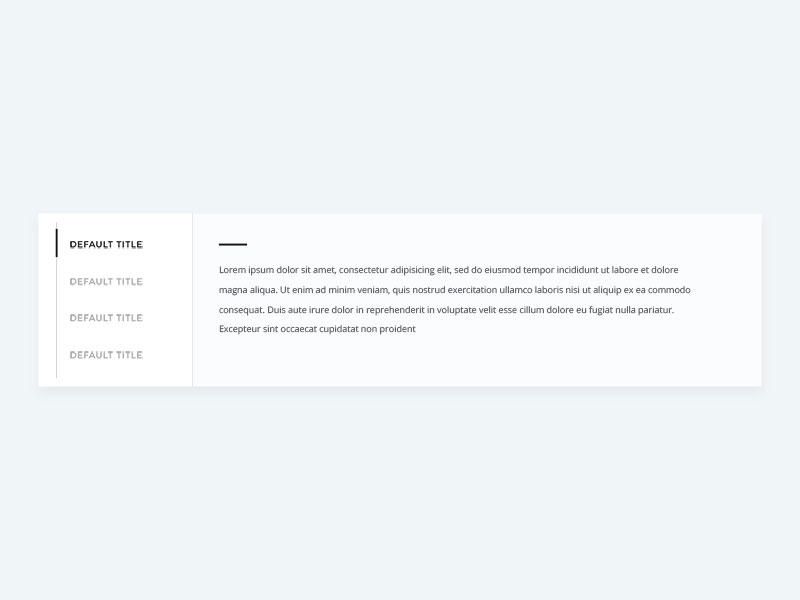 DEFAULT TITLE
DEFAULT TITLE
DEFAULT TITLE
DEFAULT TITLE
Lorem ipsum dolor sit amet, consectetur adipisicing elit, sed do eiusmod tempor incididunt ut labore et dolore
magna aliqua. Ut enim ad minim veniam, quis nostrud exercitation ullamco laboris nisi ut aliquip ex ea commodo
consequat. Duis aute irure dolor in reprehenderit in voluptate velit esse cillum dolore eu fugiat nulla pariatur.
Excepteur sint occaecat cupidatat non proident